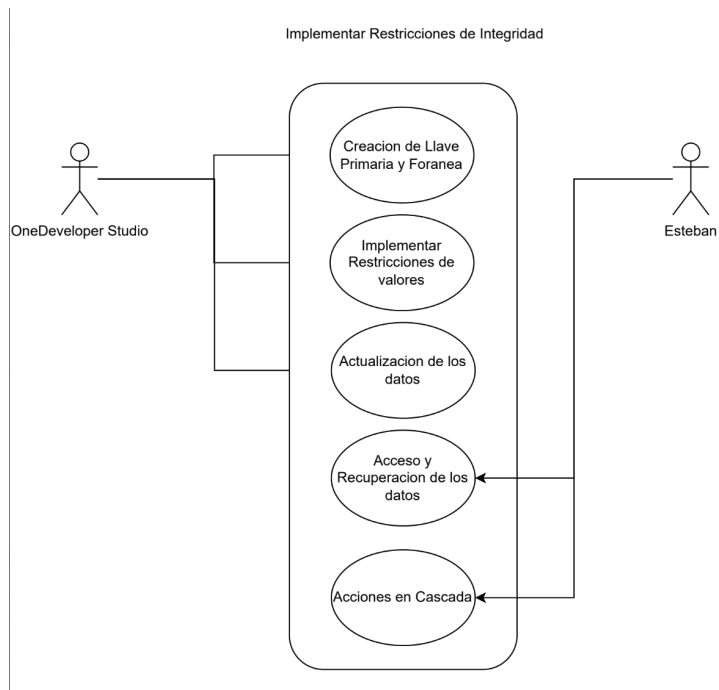 Implementar Restricciones de Integridad
Creacion de Llave
Primaria y Foranea
OneDeveloper Studio
Esteban
Implementar
Restricciones de
valores
Actualizacion de los
datos
Acceso y
Recuperacion de los
datos
Acciones en Cascada